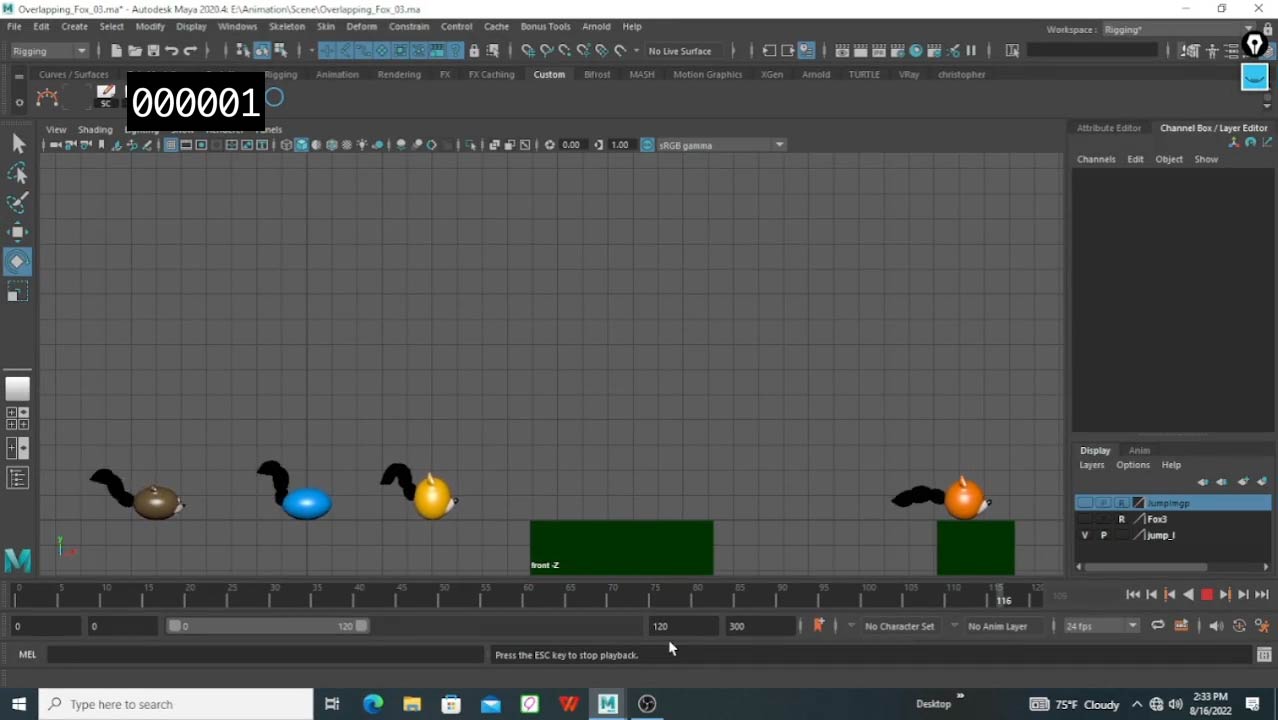 Overlapping_Fox_03.ma* - Autodesk Maya 2020.4: E:\Animation\Scene\Overlapping_Fox_03.ma
File Edit Create Select Modify Display Windows Skeleton Skin Deform Constrain Control Cache Bonus Tools Arnold Help
Workspace: Rigging*
Rigging
No Live Surface
Curves / Surfaces
Rigging Animation Rendering FX FX Caching Custom Bifrost MASH Motion Graphics XGen Arnold TURTLE VRay christopher
SC
000001
View Shading Lighting Show Renderer Panels
Attribute Editor Channel Box / Layer Editor
0.00 1.00 sRGB gamma
Channels Edit Object Show
Display Anim
Layers Options Help
P R Jumpimgp
R Fox3
V P jump_l
y
front -Z
0 5 10 15 20 25 30 35 40 45 50 55 60 65 70 75 80 85 90 95 100 105 110 115 120
116
109
0 0 0 120 120 300 No Character Set No Anim Layer 24 fps
MEL
Press the ESC key to stop playback.
Type here to search
Desktop
75°F Cloudy
2:33 PM
8/16/2022